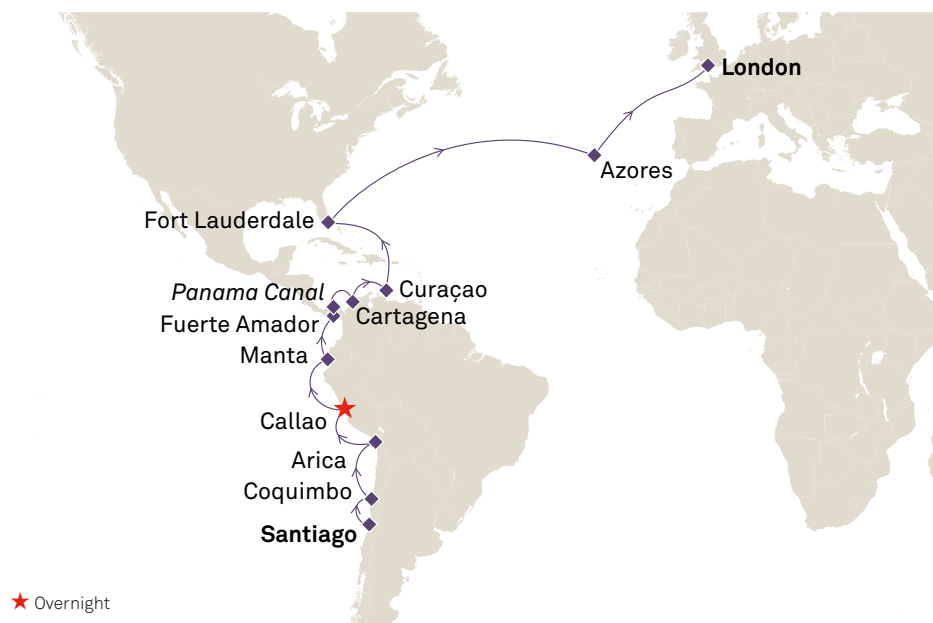 London
Azores
Fort Lauderdale
Panama Canal
Curaçao
Fuerte Amador
Cartagena
Manta
Callao
Arica
Coquimbo
Santiago
Overnight